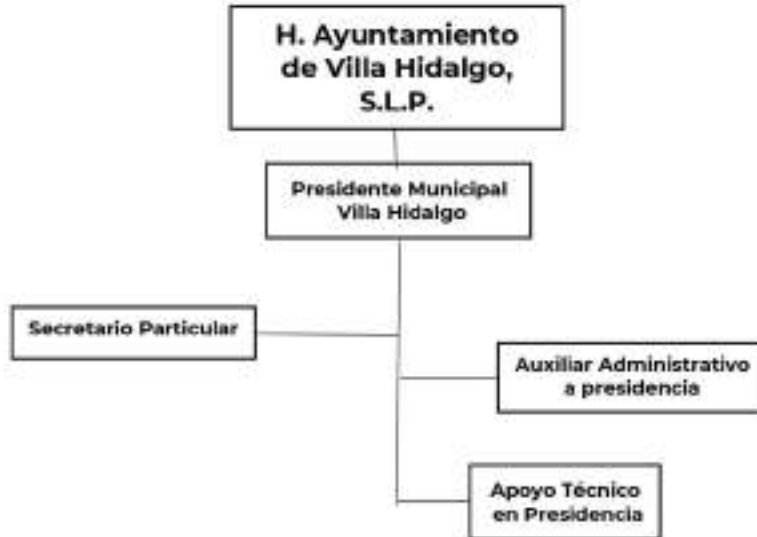 H. Ayuntamiento
de Villa Hidalgo,
S.L.P.
Presidente Municipal
Villa Hidalgo
Secretario Particular
Auxiliar Administrativo
a presidencia
Apoyo Técnico
en Presidencia